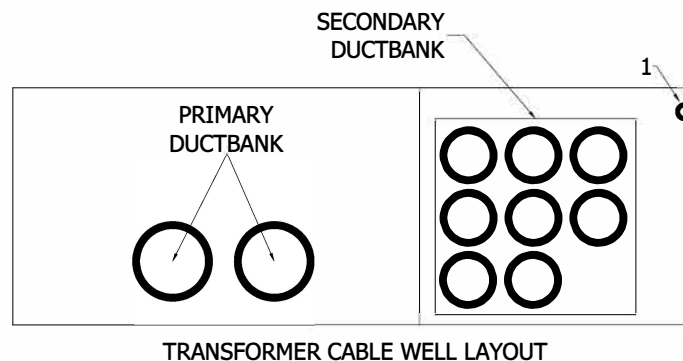 SECONDARY
DUCTBANK
1
PRIMARY
DUCTBANK
TRANSFORMER CABLE WELL LAYOUT